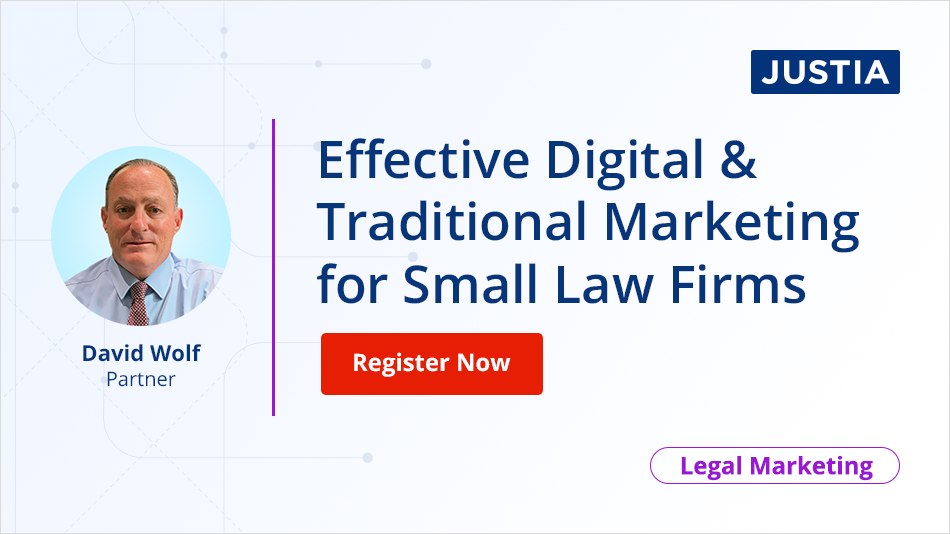 JUSTIA
Effective Digital &
Traditional Marketing
for Small Law Firms
Register Now
David Wolf
Partner
Legal Marketing